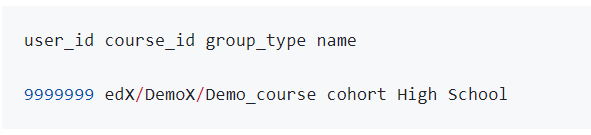 user_id course_id group_type name
9999999 edX/DemoX/Demo_course cohort High School